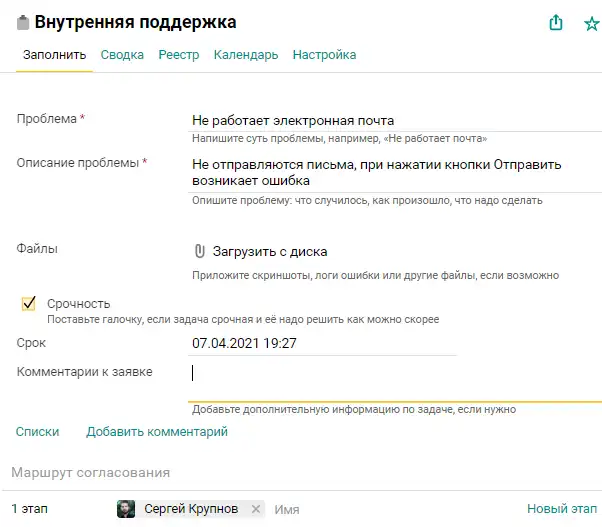 Внутренняя поддержка
Заполнить Сводка Реестр Календарь Настройка
Проблема * Не работает электронная почта
Напишите суть проблемы, например, «Не работает почта»
Описание проблемы * Не отправляются письма, при нажатии кнопки Отправить
возникает ошибка
Опишите проблему: что случилось, как произошло, что надо сделать
Файлы Загрузить с диска
Приложите скриншоты, логи ошибки или другие файлы, если возможно
Срочность
Поставьте галочку, если задача срочная и её надо решить как можно скорее
Срок 07.04.2021 19:27
Комментарии к заявке
Добавьте дополнительную информацию по задаче, если нужно
Списки Добавить комментарий
Маршрут согласования
1 этап Сергей Крупнов × Имя Новый этап